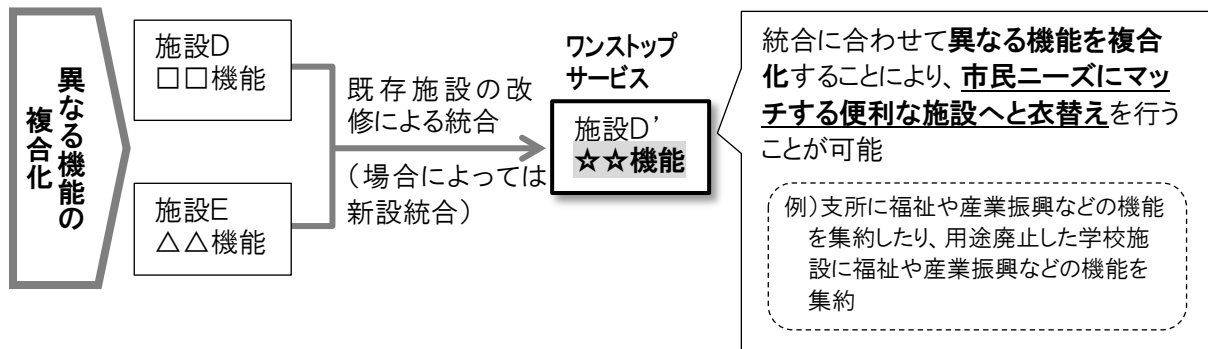 異なる機能の
複合化
施設D
□□機能
施設E
△△機能
既存施設の改
修による統合
（場合によっては
新設統合）
ワンストップ
サービス
施設D’
☆☆機能
統合に合わせて異なる機能を複合
化することにより、市民ニーズにマッ
チする便利な施設へと衣替えを行う
ことが可能
例）支所に福祉や産業振興などの機能
を集約したり、用途廃止した学校施
設に福祉や産業振興などの機能を
集約